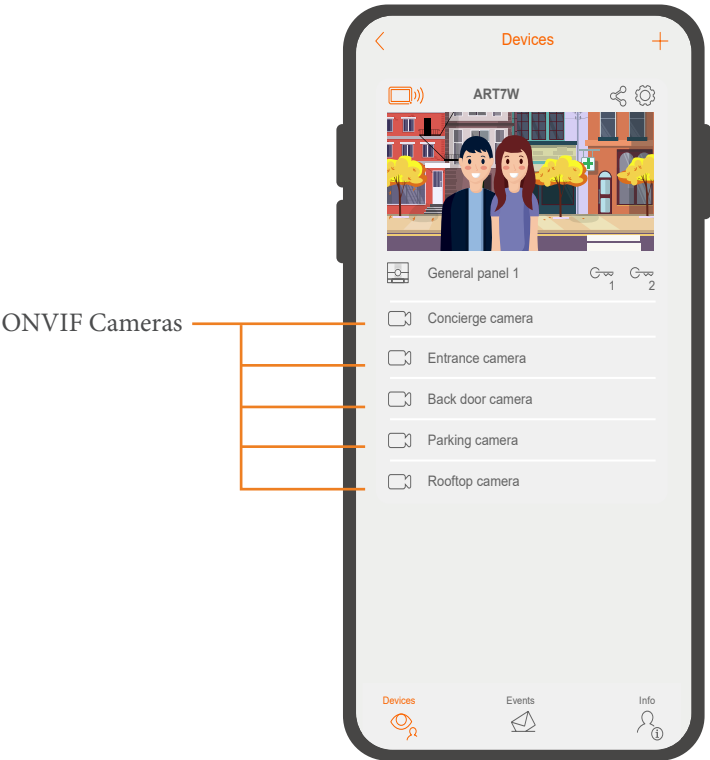 Devices
ART7W
General panel 1
1
2
ONVIF Cameras
Concierge camera
Entrance camera
Back door camera
Parking camera
Rooftop camera
Devices
Events
Info